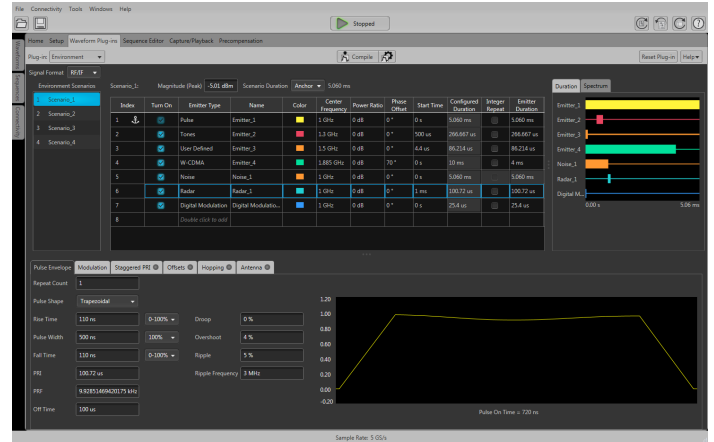 File Connectivity Tools Windows Help
Stopped
Home Setup Waveform Plug-ins Sequence Editor Capture/Playback Precompensation
Plug-in: Environment Compile Reset Plug-in Help
Waveforms
Sequences
Connectivity
Signal Format RF/IF
Environment Scenarios Scenario_1: Magnitude (Peak) -5.01 dBm Scenario Duration Anchor 5.060 ms
1 Scenario_1
2 Scenario_2
3 Scenario_3
4 Scenario_4
Index Turn On Emitter Type Name Color Center Frequency Power Ratio Phase Offset Start Time Configured Duration Integer Repeat Emitter Duration
1 Pulse Emitter_1 1 GHz 0 dB 0 ° 0 s 5.060 ms 5.060 ms
2 Tones Emitter_2 1.3 GHz 0 dB 0 ° 500 us 266.667 us 266.667 us
3 User Defined Emitter_3 1.5 GHz 0 dB 0 ° 4.4 us 86.214 us 86.214 us
4 W-CDMA Emitter_4 1.885 GHz 0 dB 70 ° 0 s 10 ms 4 ms
5 Noise Noise_1 1 GHz 0 dB 0 ° 0 s 5.060 ms 5.060 ms
6 Radar Radar_1 1 GHz 0 dB 0 ° 1 ms 100.72 us 100.72 us
7 Digital Modulation Digital Modulatio... 1 GHz 0 dB 0 ° 0 s 25.4 us 25.4 us
8 Double click to add
Duration Spectrum
Emitter_1
Emitter_2
Emitter_3
Emitter_4
Noise_1
Radar_1
Digital M...
0.00 s 5.06 ms
Pulse Envelope Modulation Staggered PRI Offsets Hopping Antenna
Repeat Count 1
Pulse Shape Trapezoidal
Rise Time 110 ns 0-100% Droop 0 %
Pulse Width 500 ns 100% Overshoot 4 %
Fall Time 110 ns 0-100% Ripple 5 %
PRI 100.72 us Ripple Frequency 3 MHz
PRF 9.92851469420175 kHz
Off Time 100 us
1.20
1.00
0.80
0.60
0.40
0.20
0.00
-0.20
Pulse On Time = 720 ns
Sample Rate: 5 GS/s